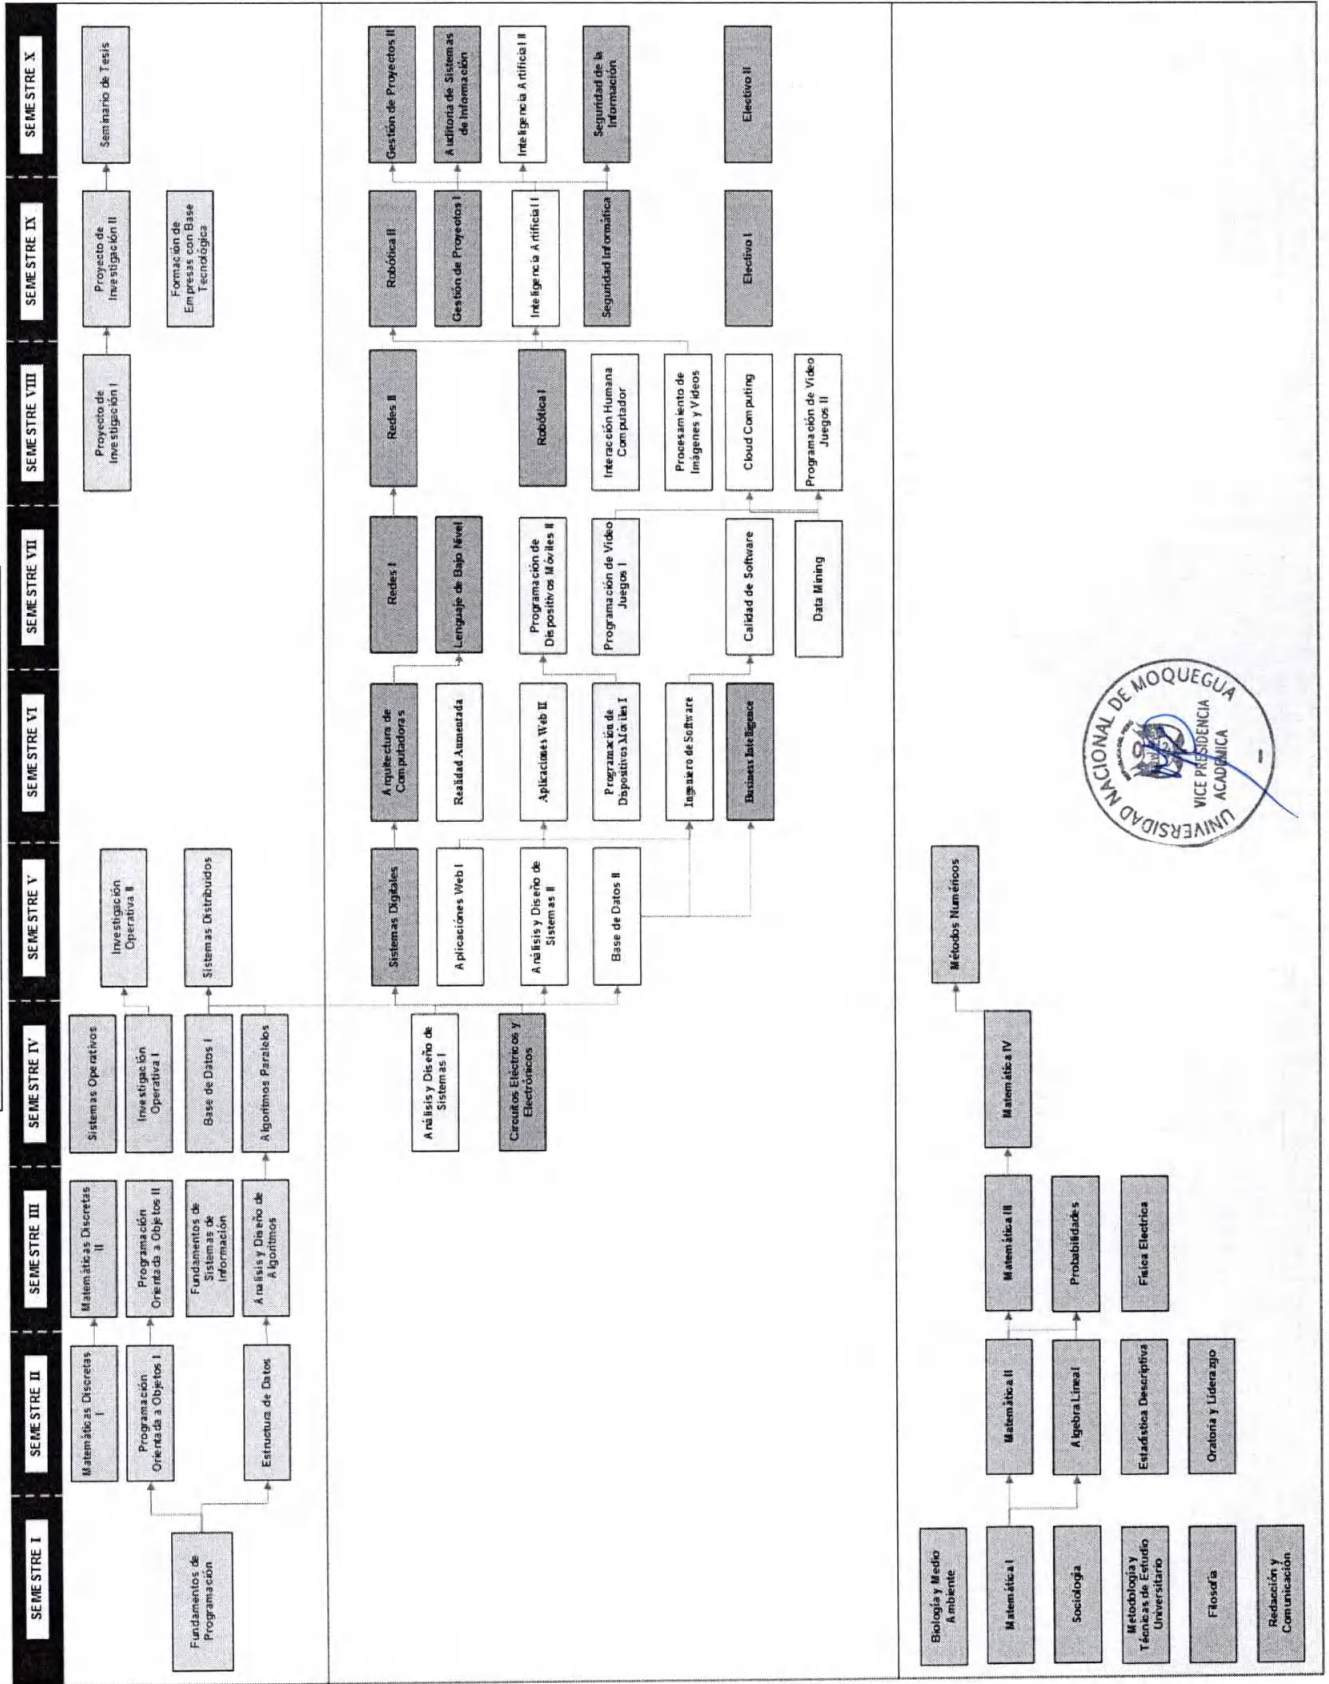 SEMESTRE I
SEMESTRE II
SEMESTRE III
SEMESTRE IV
SEMESTRE V
SEMESTRE VI
SEMESTRE VII
SEMESTRE VIII
SEMESTRE IX
SEMESTRE X
Fundamentos de
Programación
Matemáticas Discretas
I
Programación
Orientada a Objetos I
Estructura de Datos
Matemáticas Discretas
II
Programación
Orientada a Objetos II
Fundamentos de
Sistemas de
Información
Analisis y Diseño de
Algoritmos
Sistemas Operativos
Investigación
Operativa I
Base de Datos I
Algoritmos Paralelos
Investigación
Operativa II
Sistemas Distribuidos
Proyecto de
Investigación I
Proyecto de
Investigación II
Formación de
Empresas con Base
Tecnológica
Seminario de Tesis
Análisis y Diseño de
Sistemas I
Circuitos Eléctricos y
Electrónicos
Sistemas Digitales
Aplicaciones Web I
Análisis y Diseño de
Sistemas II
Base de Datos II
Arquitectura de
Computadoras
Realidad Aumentada I
Aplicaciones Web II
Programación de
Dispositivos Móviles I
Ingeniero de Software
Business Intelligence
Redes I
Lenguaje de Bajo Nivel
Programación de
Dispositivos Móviles II
Programación de Video
Juegos I
Calidad de Software
Data Mining
Redes II
Robótica I
Interacción Humana
Computador
Procesamiento de
Imágenes y Videos
Cloud Computing
Programación de Video
Juegos II
Robótica II
Gestión de Proyectos I
Inteligencia Artificial I
Seguridad Informática
Electivo I
Gestión de Proyectos II
Auditoria de Sistemas
de Información
Inteligencia Artificial II
Seguridad de la
Información
Electivo II
Biología y Medio
Ambiente
Matemática I
Sociología
Metodología y
Técnicas de Estudio
Universitario
Filosofía
Redacción y
Comunicacion
Matemática II
Algebra Lineal
Estadística Descriptiva
Oratoria y Liderazgo
Matemática III
Probabilidades
Física Electrica
Matemática IV
Métodos Numéricos
UNIVERSIDAD NACIONAL DE MOQUEGUA
VICE PRESIDENCIA
ACADÉMICA